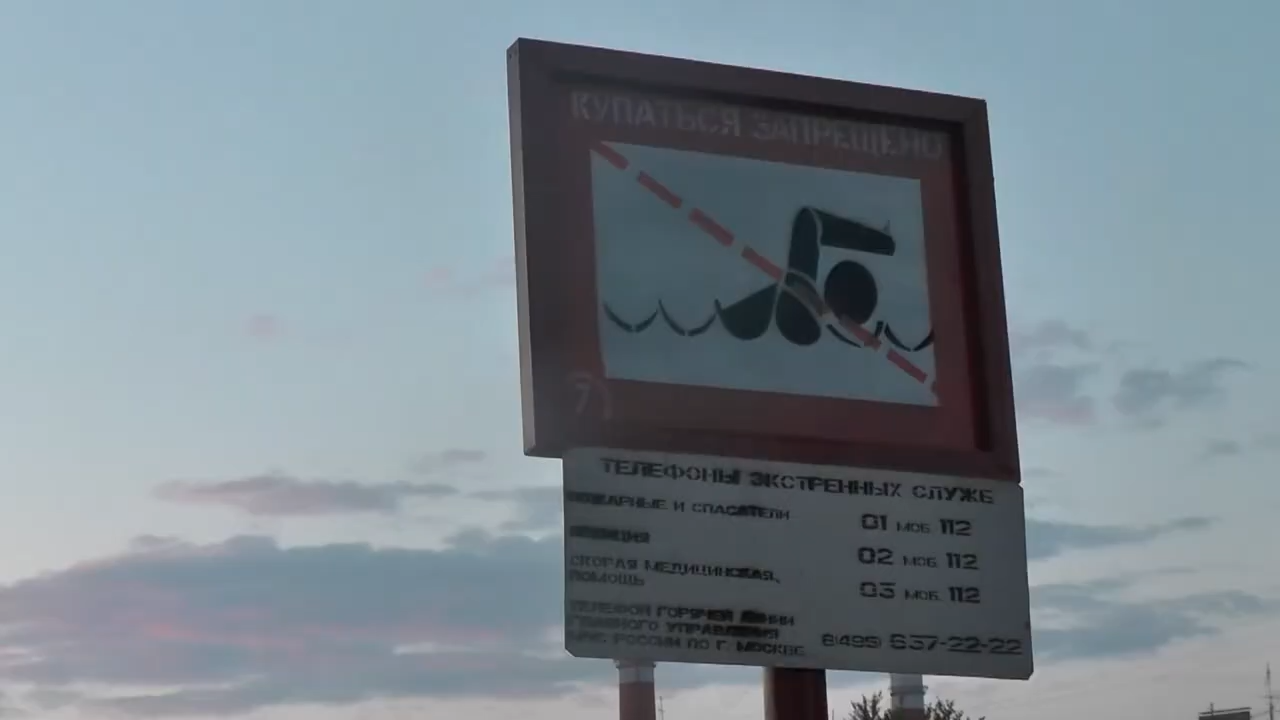 КУПАТЬСЯ ЗАПРЕЩЕНО
ТЕЛЕФОНЫ ЭКСТРЕННЫХ СЛУЖБ
ПОЖАРНЫЕ И СПАСАТЕЛИ 01 МОБ. 112
ПОЛИЦИЯ 02 МОБ. 112
СКОРАЯ МЕДИЦИНСКАЯ 03 МОБ. 112
ПОМОЩЬ
ТЕЛЕФОН ГОРЯЧЕЙ ЛИНИИ
ГЛАВНОГО УПРАВЛЕНИЯ
МЧС РОССИИ ПО Г. МОСКВЕ 8(495) 637-22-22